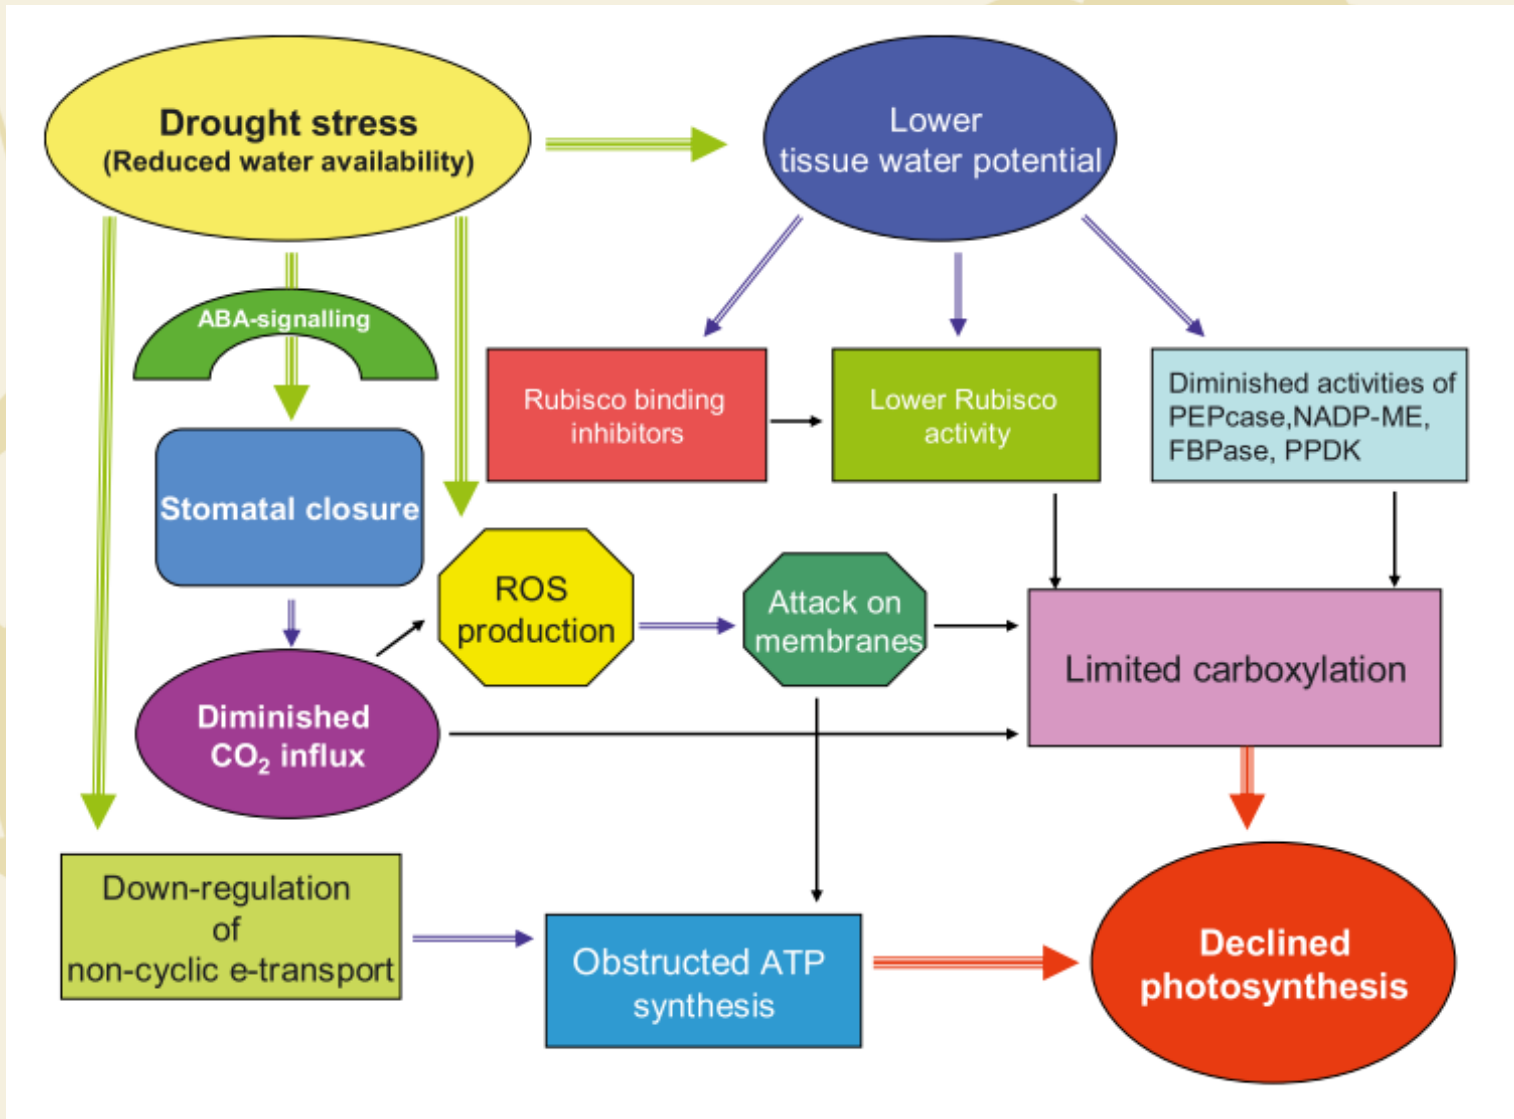 Drought stress
(Reduced water availability)
Lower
tissue water potential
ABA-signalling
Rubisco binding
inhibitors
Lower Rubisco
activity
Diminished activities of
PEPcase,NADP-ME,
FBPase, PPDK
Stomatal closure
ROS
production
Attack on
membranes
Limited carboxylation
Diminished
CO₂ influx
Down-regulation
of
non-cyclic e-transport
Obstructed ATP
synthesis
Declined
photosynthesis